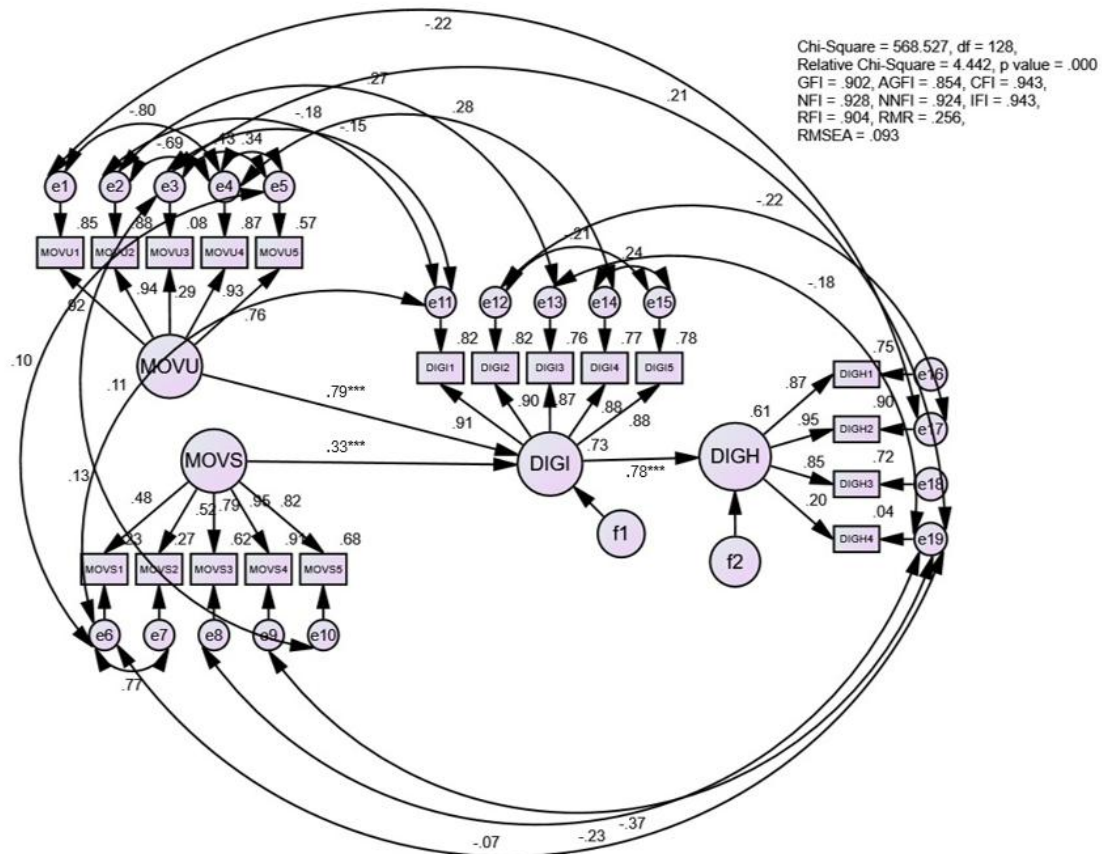 -.22
Chi-Square = 568.527, df = 128,
Relative Chi-Square = 4.442, p value = .000
GFI = .902, AGFI = .854, CFI = .943,
NFI = .928, NNFI = .924, IFI = .943,
RFI = .904, RMR = .256,
RMSEA = .093
.27
.21
-.80
-.18
.28
-.15
-.69
.43
.34
e1
e2
e3
e4
e5
-.22
.85
.88
.08
.87
.57
MOVU1
MOVU2
MOVU3
MOVU4
MOVU5
-.21
.24
-.18
e11
e12
e13
e14
e15
.92
.94
.29
.93
.76
.82
.82
.76
.77
.78
.75
.10
MOVU
.11
DIGI1
DIGI2
DIGI3
DIGI4
DIGI5
DIGH1
e16
.79***
.91
.90
.87
.88
.88
.87
.90
.61
.95
DIGH2
e17
.33***
.73
MOVS
DIGI
.78***
DIGH
.85
.72
DIGH3
e18
.13
.48
.52
.79
.95
.82
.20
.04
DIGH4
e19
f1
f2
.23
.27
.62
.91
.68
MOVS1
MOVS2
MOVS3
MOVS4
MOVS5
e6
e7
e8
e9
e10
.77
-.37
-.23
-.07